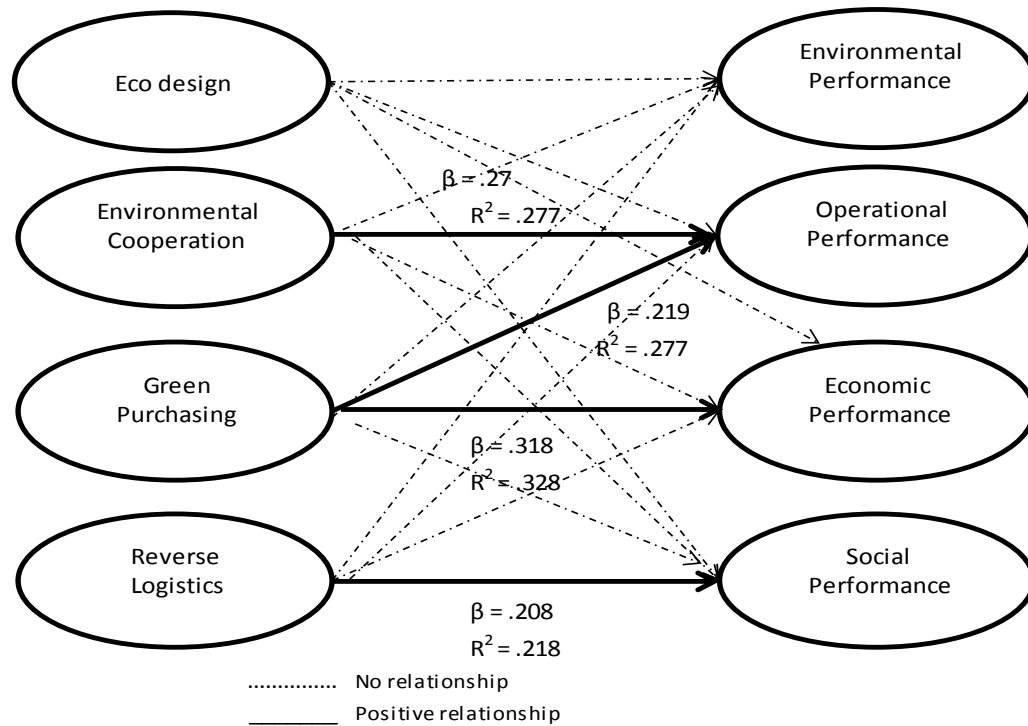 Eco design
Environmental
Performance
Environmental
Cooperation
β = .27
R² = .277
Operational
Performance
Green
Purchasing
β = .219
R² = .277
Economic
Performance
β = .318
R² = .328
Reverse
Logistics
Social
Performance
β = .208
R² = .218
............... No relationship
_________ Positive relationship